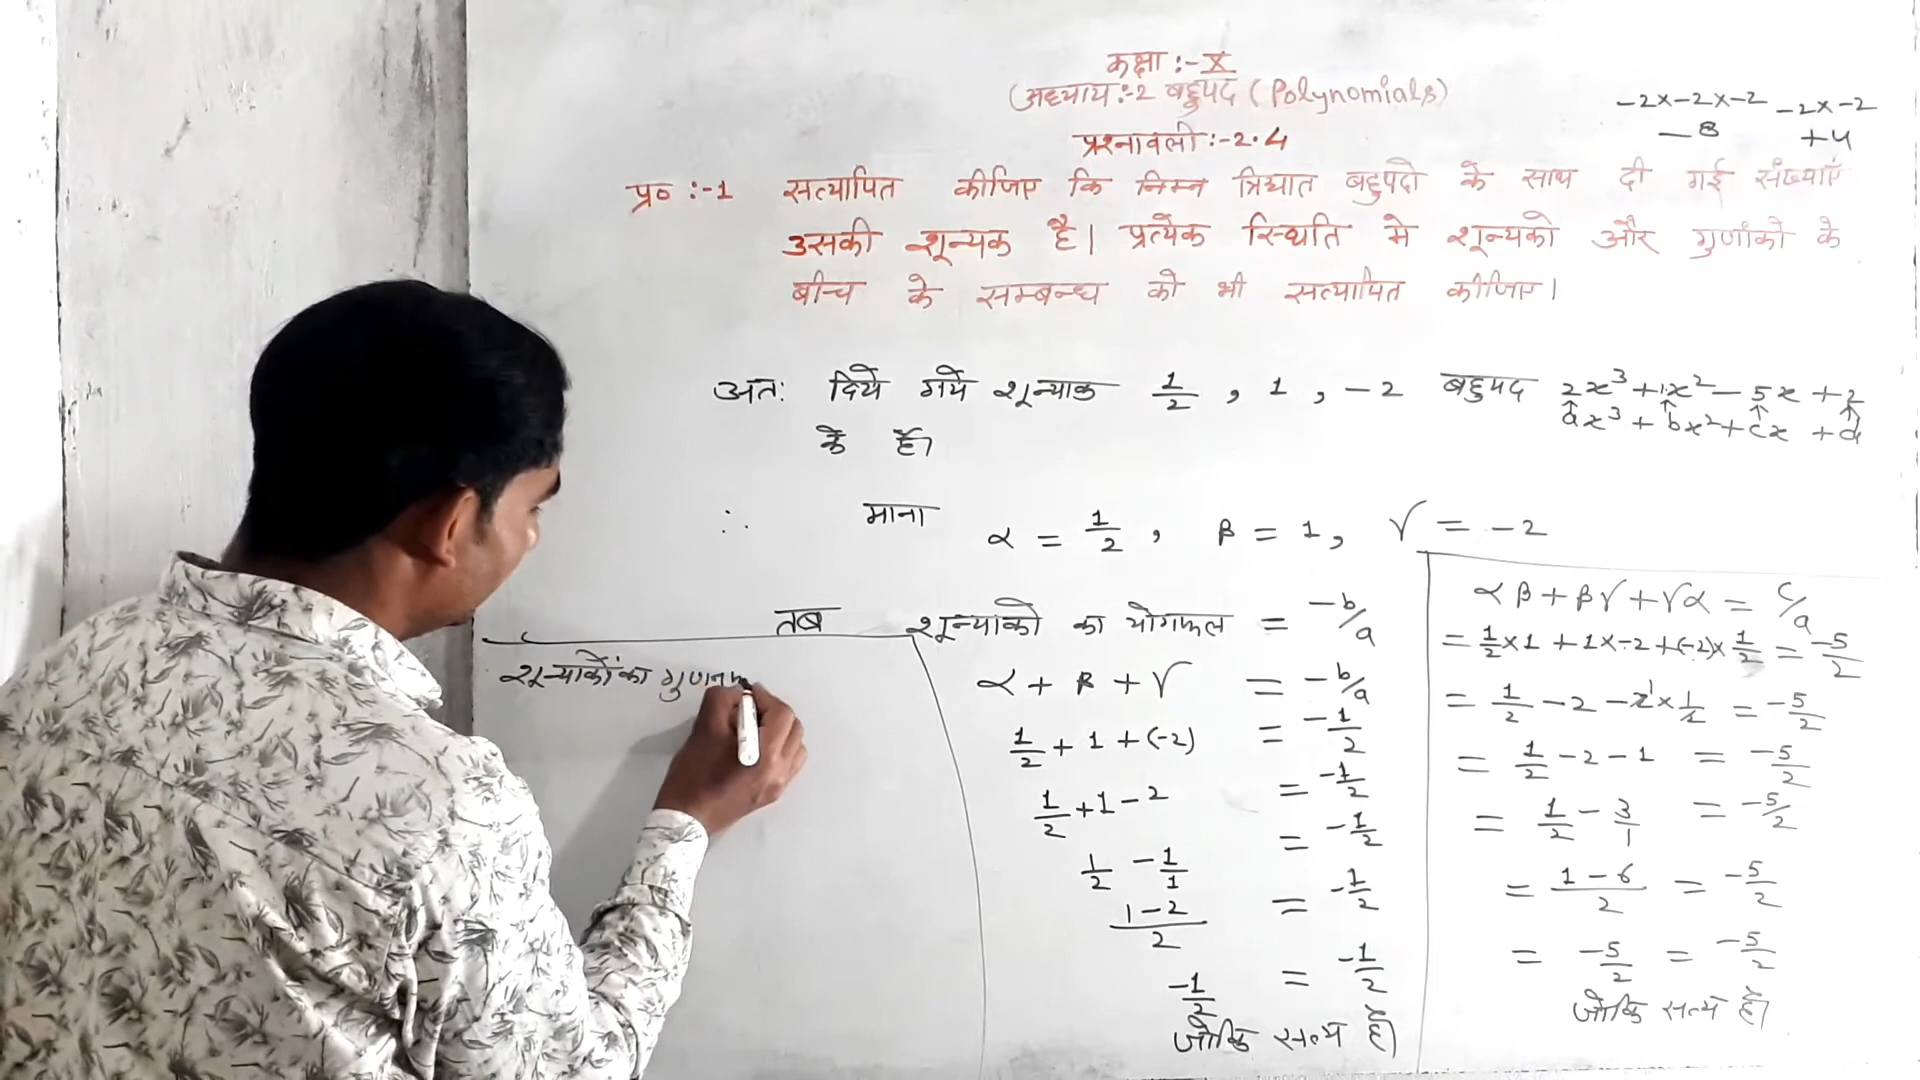 कक्षा :- X
(अध्याय :- 2 बहुपद (Polynomials)
प्रश्नावली :- 2.4
-2x-2x-2 -2x-2
-8 +4
प्र० :-1 सत्यापित कीजिए कि निम्न त्रिघात बहुपदो के साथ दी गई संख्याएँ
उसकी शून्यक है। प्रत्येक स्थिति मे शून्यको और गुणांको के
बीच के सम्बन्ध को भी सत्यापित कीजिए।
अतः दिये गये शून्याक 1/2 , 1 , -2 बहुपद 2x³+1x²-5x+2
ax³+bx²+cx+d
के हैं।
∴ माना α = 1/2 , β = 1, γ = -2
तब शून्याको का योगफल = -b/a
α + β + γ = -b/a
1/2 + 1 + (-2) = -1/2
1/2 + 1 - 2 = -1/2
= -1/2
1/2 - 1/1
1-2/2 = -1/2
-1/2 = -1/2
जोकि सत्य है।
αβ + βγ + γα = c/a
= 1/2 x 1 + 1 x -2 + (-2) x 1/2 = -5/2
= 1/2 - 2 - 2 x 1/2 = -5/2
= 1/2 - 2 - 1 = -5/2
= 1/2 - 3/1 = -5/2
= 1-6/2 = -5/2
= -5/2 = -5/2
जोकि सत्य है।
शून्याकों का गुणन